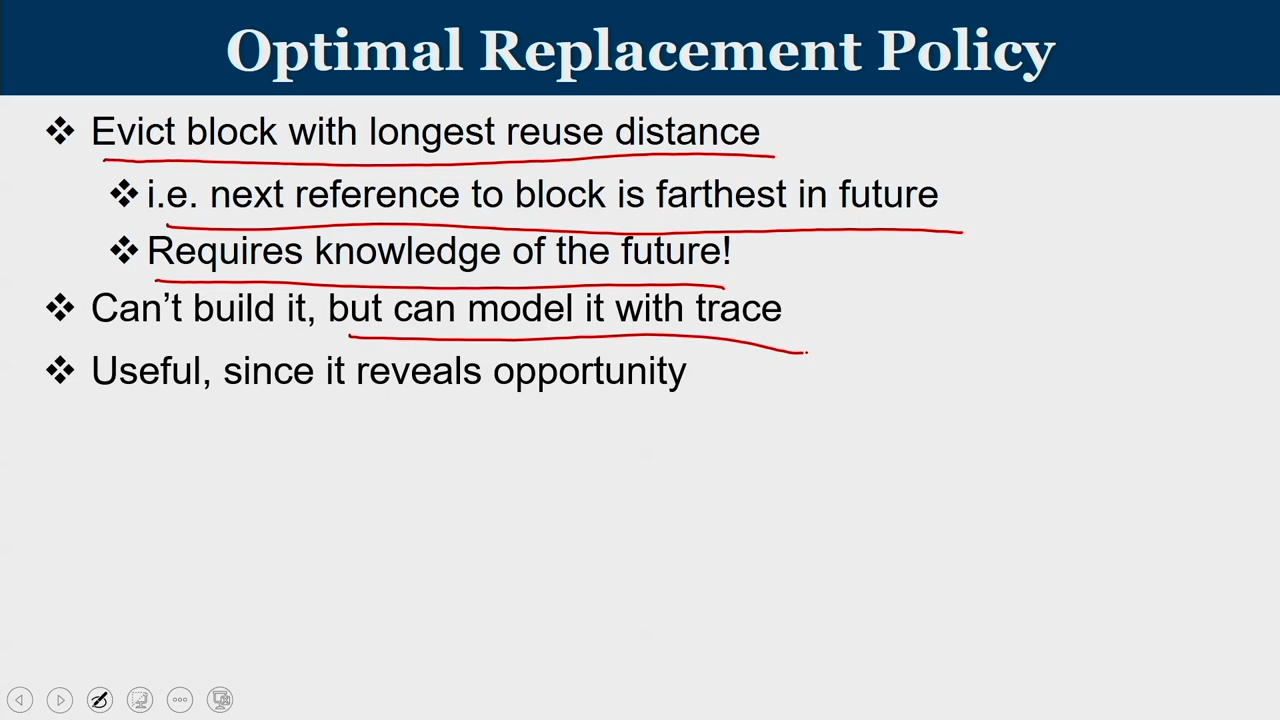 Optimal Replacement Policy
❖ Evict block with longest reuse distance
❖ i.e. next reference to block is farthest in future
❖ Requires knowledge of the future!
❖ Can’t build it, but can model it with trace
❖ Useful, since it reveals opportunity